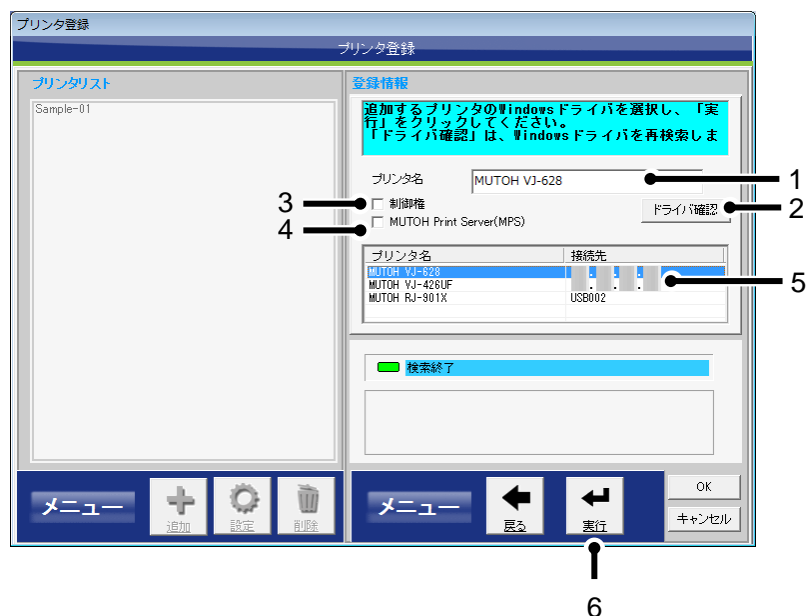 プリンタ登録
プリンタ登録
プリンタリスト
Sample-01
登録情報
追加するプリンタのWindowsドライバを選択し、「実
行」をクリックしてください。
「ドライバ確認」は、Windowsドライバを再検索しま
プリンタ名 MUTOH VJ-628
1
3
制御権
ドライバ確認
2
4
MUTOH Print Server(MPS)
プリンタ名 接続先
MUTOH VJ-628 . . .
MUTOH VJ-426UF . . .
MUTOH RJ-901X USB002
5
検索終了
メニュー
追加
設定
削除
メニュー
戻る
実行
OK
キャンセル
6